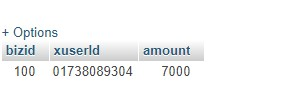 + Options
bizid xuserId amount
100 01738089304 7000